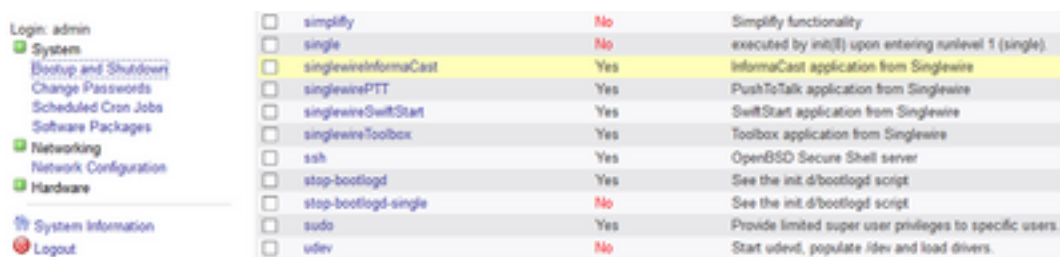 Login: admin
System
Bootup and Shutdown
Change Passwords
Scheduled Cron Jobs
Software Packages
Networking
Network Configuration
Hardware
System Information
Logout
simplifly No Simplifly functionality
single No executed by init(8) upon entering runlevel 1 (single).
singlewireInformaCast Yes InformaCast application from Singlewire
singlewirePTT Yes PushToTalk application from Singlewire
singlewireSwiftStart Yes SwiftStart application from Singlewire
singlewireToolbox Yes Toolbox application from Singlewire
ssh Yes OpenBSD Secure Shell server
stop-bootlogd Yes See the init.d/bootlogd script
stop-bootlogd-single No See the init.d/bootlogd script
sudo Yes Provide limited super user privileges to specific users.
udev No Start udevd, populate /dev and load drivers.